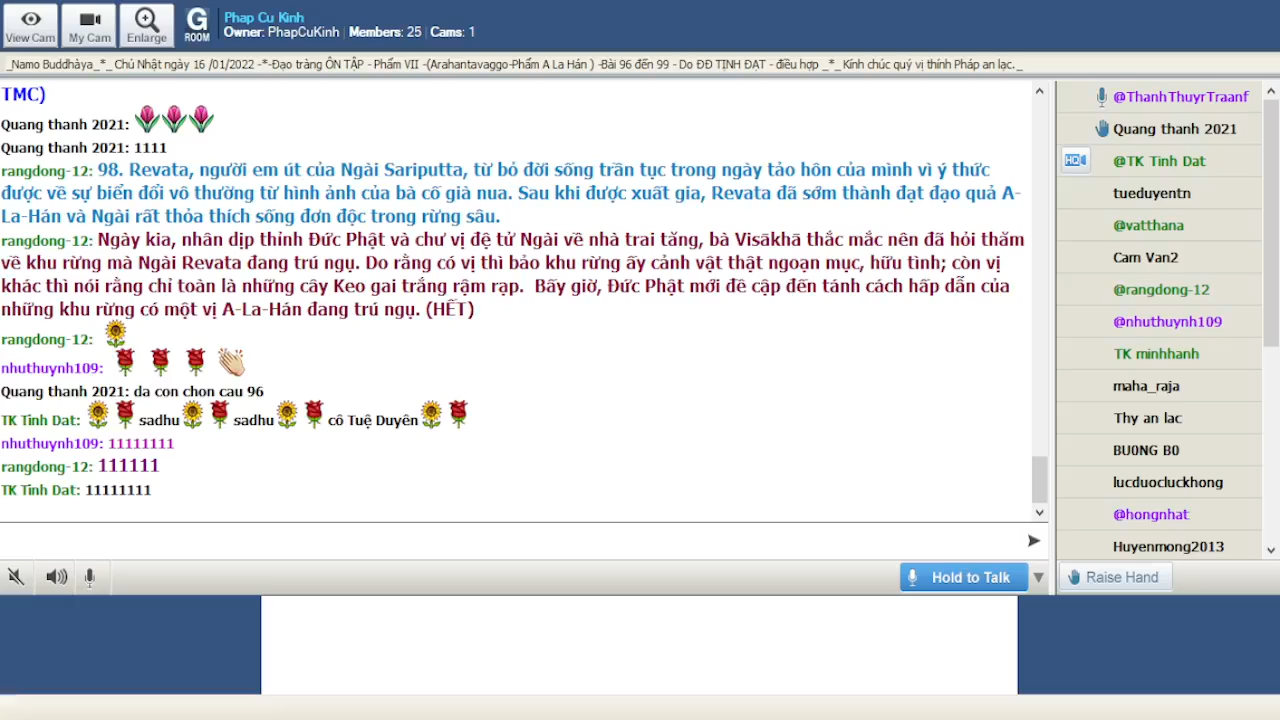 View Cam
My Cam
Enlarge
G
ROOM
Phap Cu Kinh
Owner: PhapCuKinh | Members: 25 | Cams: 1
_Namo Buddhàya_*_ Chủ Nhật ngày 16 /01/2022 -*-Đạo tràng ÔN TẬP - Phẩm VII -(Arahantavaggo-Phẩm A La Hán ) -Bài 96 đến 99 - Do ĐĐ TỊNH ĐẠT - điều hợp _*_ Kính chúc quý vị thính Pháp an lạc._
TMC)
Quang thanh 2021:
Quang thanh 2021: 1111
rangdong-12: 98. Revata, người em út của Ngài Sariputta, từ bỏ đời sống trần tục trong ngày tảo hôn của mình vì ý thức
được về sự biến đổi vô thường từ hình ảnh của bà cố già nua. Sau khi được xuất gia, Revata đã sớm thành đạt đạo quả A-
La-Hán và Ngài rất thỏa thích sống đơn độc trong rừng sâu.
rangdong-12: Ngày kia, nhân dịp thỉnh Đức Phật và chư vị đệ tử Ngài về nhà trai tăng, bà Visākhā thắc mắc nên đã hỏi thăm
về khu rừng mà Ngài Revata đang trú ngụ. Do rằng có vị thì bảo khu rừng ấy cảnh vật thật ngoạn mục, hữu tình; còn vị
khác thì nói rằng chỉ toàn là những cây Keo gai trắng rậm rạp.  Bấy giờ, Đức Phật mới đề cập đến tánh cách hấp dẫn của
những khu rừng có một vị A-La-Hán đang trú ngụ. (HẾT)
rangdong-12:
nhuthuynh109:
Quang thanh 2021: da con chon cau 96
TK Tinh Dat: sadhu sadhu cô Tuệ Duyên
nhuthuynh109: 11111111
rangdong-12: 111111
TK Tinh Dat: 11111111
Hold to Talk
@ThanhThuyrTraanf
Quang thanh 2021
HD
@TK Tinh Dat
tueduyentn
@vatthana
Cam Van2
@rangdong-12
@nhuthuynh109
TK minhhanh
maha_raja
Thy an lac
BU0NG B0
lucduocluckhong
@hongnhat
Huyenmong2013
Raise Hand